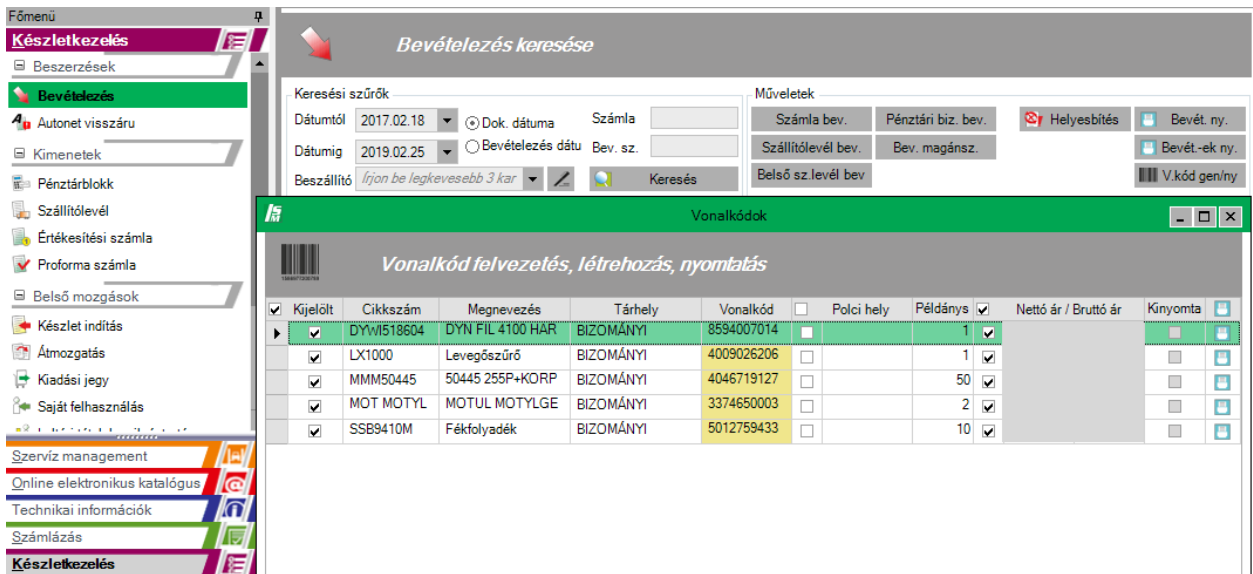 Főmenü
Készletkezelés
Beszerzések
Bevételezés
Autonet visszáru
Kimenetek
Pénztárblokk
Szállítólevél
Értékesítési számla
Proforma számla
Belső mozgások
Készlet indítás
Átmozgatás
Kiadási jegy
Saját felhasználás
Szervíz management
Online elektronikus katalógus
Technikai információk
Számlázás
Készletkezelés
Bevételezés keresése
Keresési szűrők
Dátumtól 2017.02.18 Dok. dátuma Számla
Dátumig 2019.02.25 Bevételezés dátu Bev. sz.
Beszállító Írjon be legkevesebb 3 kar Keresés
Műveletek
Számla bev. Pénztári biz. bev. Helyesbítés Bevét. ny.
Szállítólevél bev. Bev. magánsz. Bevét.-ek ny.
Belső sz.levél bev V.kód gen/ny
Vonalkódok
Vonalkód felvezetés, létrehozás, nyomtatás
Kijelölt Cikkszám Megnevezés Tárhely Vonalkód Polci hely Példánys Nettó ár / Bruttó ár Kinyomta
DYWI518604 DYN FIL 4100 HAR BIZOMÁNYI 8594007014 1
LX1000 Levegőszűrő BIZOMÁNYI 4009026206 1
MMM50445 50445 255P+KORP BIZOMÁNYI 4046719127 50
MOT MOTYL MOTUL MOTYLGE BIZOMÁNYI 3374650003 2
SSB9410M Fékfolyadék BIZOMÁNYI 5012759433 10